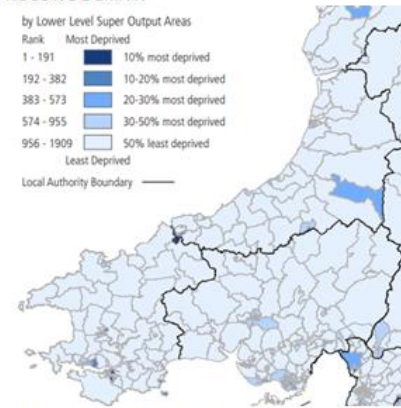 by Lower Level Super Output Areas
Rank Most Deprived
1 - 191 10% most deprived
192 - 382 10-20% most deprived
383 - 573 20-30% most deprived
574 - 955 30-50% most deprived
956 - 1909 50% least deprived
Least Deprived
Local Authority Boundary